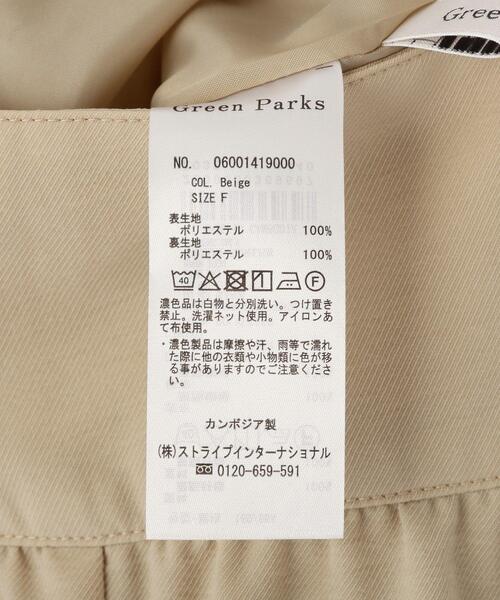 Gree
Green Parks
NO. 06001419000
COL. Beige
SIZE F
表生地
ポリエステル 100%
裏生地
ポリエステル 100%
40
F
濃色品は白物と分別洗い。つけ置き
禁止。洗濯ネット使用。アイロンあ
て布使用。
・濃色製品は摩擦や汗、雨等で濡れ
た際に他の衣類や小物類に色が移
る事がありますのでご注意くださ
い。
カンボジア製
(株)ストライプインターナショナル
0120-659-591